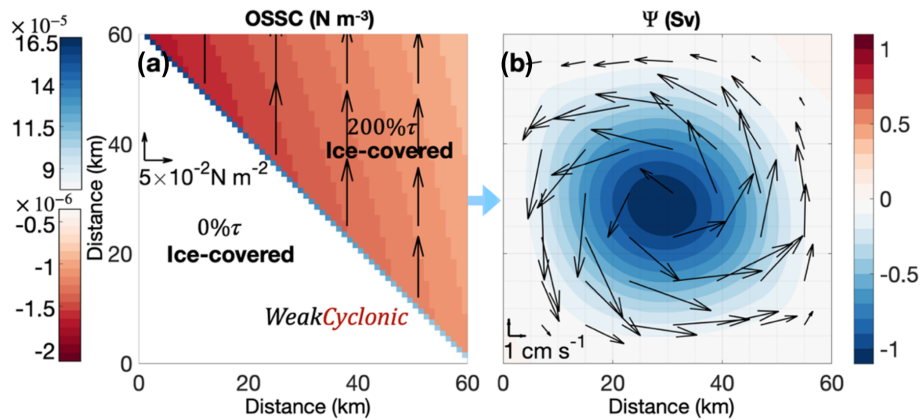 OSSC (N m⁻³)
Ψ (Sv)
×10⁻⁵
16.5
14
11.5
9
×10⁻⁶
-1
-1.5
-2
(a)
60
40
20
0
Distance (km)
200%τ
Ice-covered
5×10⁻²N m⁻²
0%τ
Ice-covered
WeakCyclonic
0 20 40 60
Distance (km)
(b)
1 cm s⁻¹
0 20 40 60
Distance (km)
1
0.5
0
-0.5
-1